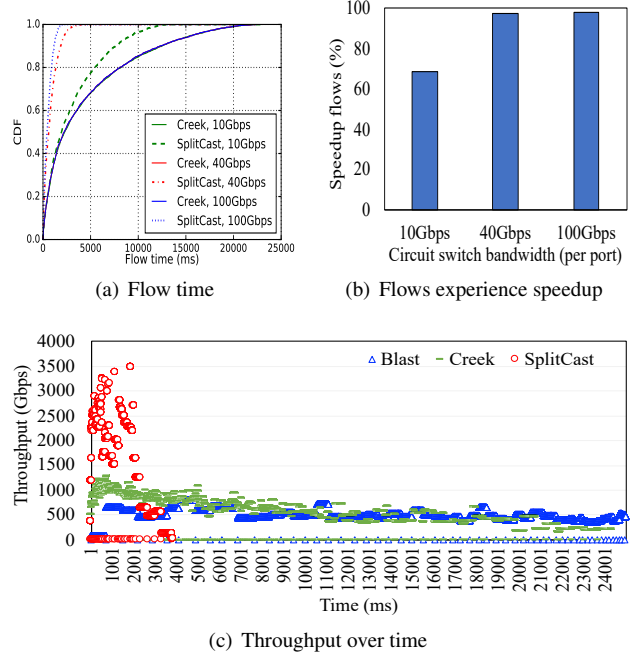 1.0
0.8
0.6
0.4
0.2
0.0
CDF
0 5000 10000 15000 20000 25000
Flow time (ms)
Creek, 10Gbps
SplitCast, 10Gbps
Creek, 40Gbps
SplitCast, 40Gbps
Creek, 100Gbps
SplitCast, 100Gbps
(a) Flow time
100
80
60
40
20
0
Speedup flows (%)
10Gbps 40Gbps 100Gbps
Circuit switch bandwidth (per port)
(b) Flows experience speedup
4000
3500
3000
2500
2000
1500
1000
500
0
Throughput (Gbps)
Blast Creek SplitCast
1 1001 2001 3001 4001 5001 6001 7001 8001 9001 10001 11001 12001 13001 14001 15001 16001 17001 18001 19001 20001 21001 22001 23001 24001
Time (ms)
(c) Throughput over time